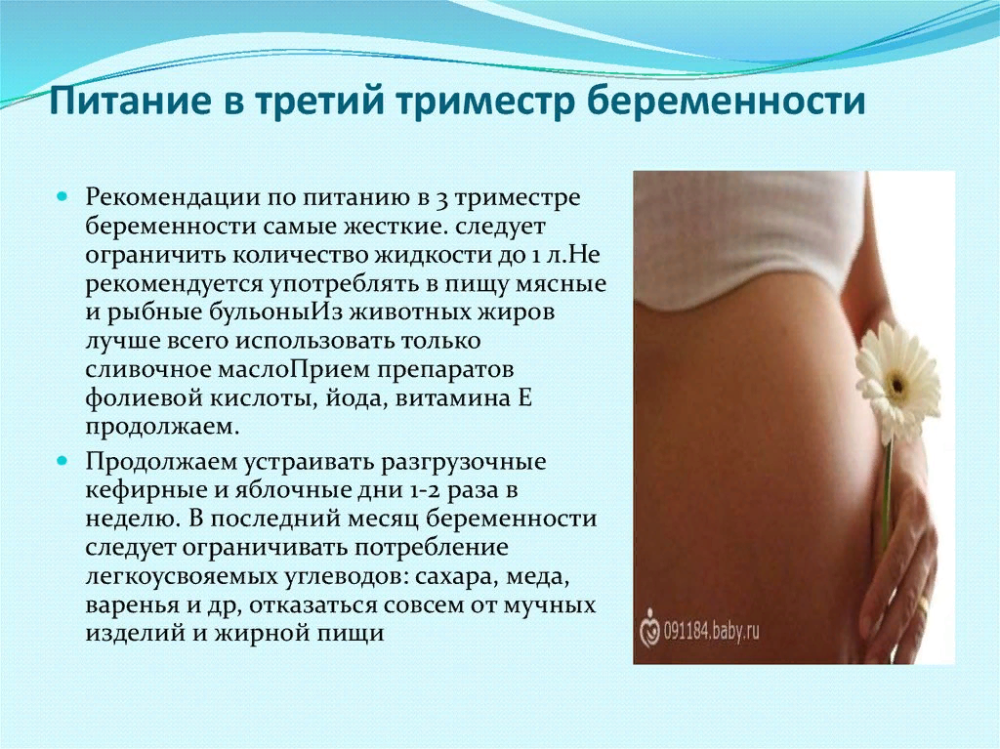 Питание в третий триместр беременности
• Рекомендации по питанию в 3 триместре
беременности самые жесткие. следует
ограничить количество жидкости до 1 л.Не
рекомендуется употреблять в пищу мясные
и рыбные бульоныИз животных жиров
лучше всего использовать только
сливочное маслоПрием препаратов
фолиевой кислоты, йода, витамина Е
продолжаем.
• Продолжаем устраивать разгрузочные
кефирные и яблочные дни 1-2 раза в
неделю. В последний месяц беременности
следует ограничивать потребление
легкоусвояемых углеводов: сахара, меда,
варенья и др, отказаться совсем от мучных
изделий и жирной пищи
091184.baby.ru